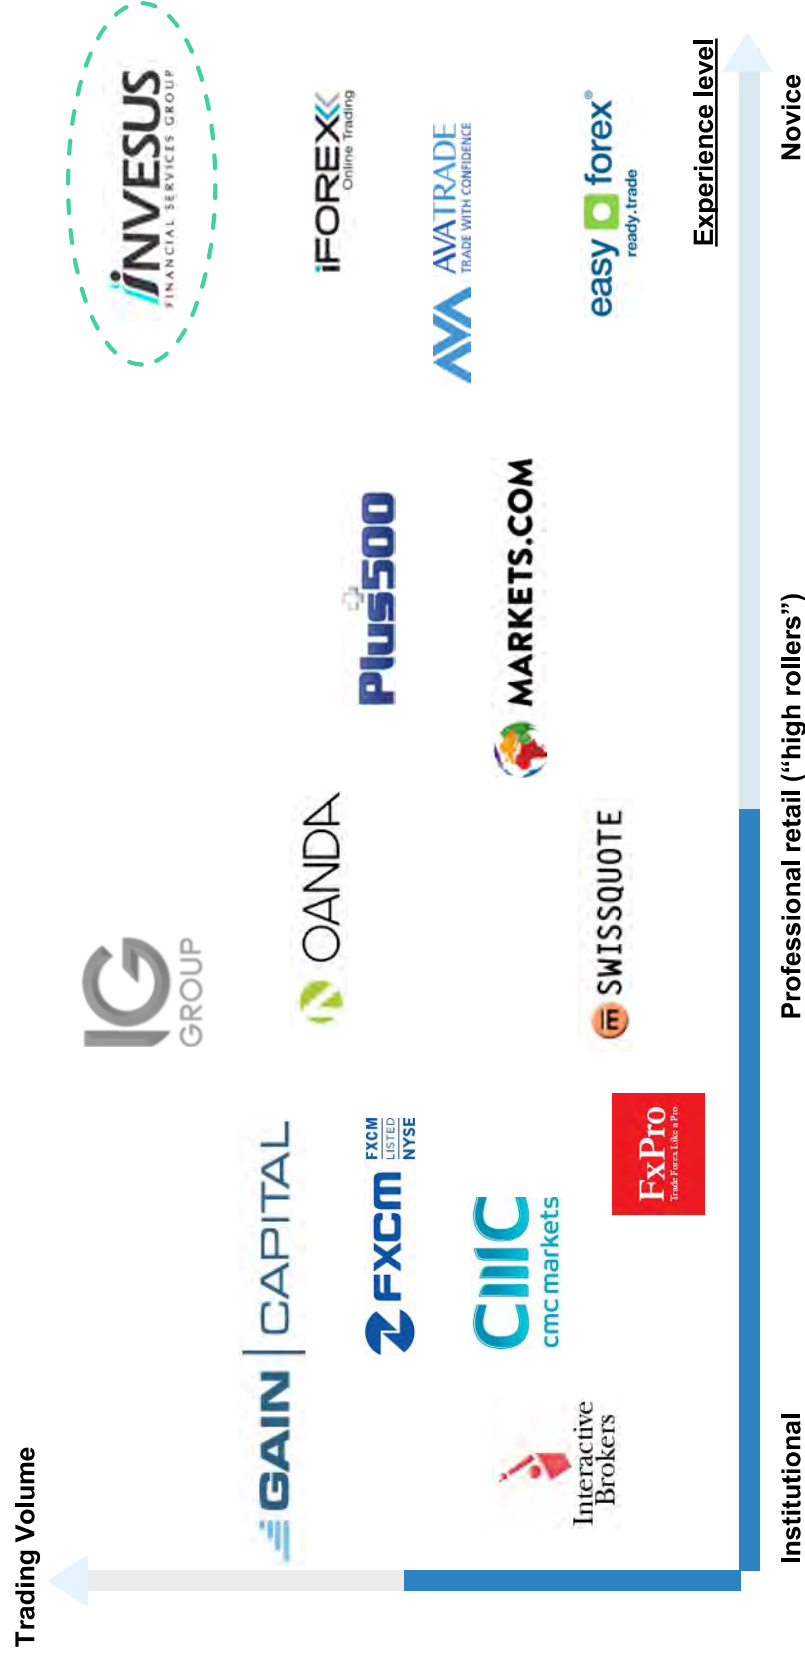 Trading Volume
iNVESUS
FINANCIAL SERVICES GROUP
IG
GROUP
GAIN | CAPITAL
OANDA
iFOREX
Online Trading
FXCM
FXCM
LISTED
NYSE
Plus500
AVATRADE
TRADE WITH CONFIDENCE
cmc markets
MARKETS.COM
Interactive
Brokers
SWISSQUOTE
easy forex®
ready.trade
FxPro
Trade Forex Like a Pro
Experience level
Institutional
Professional retail (“high rollers”)
Novice